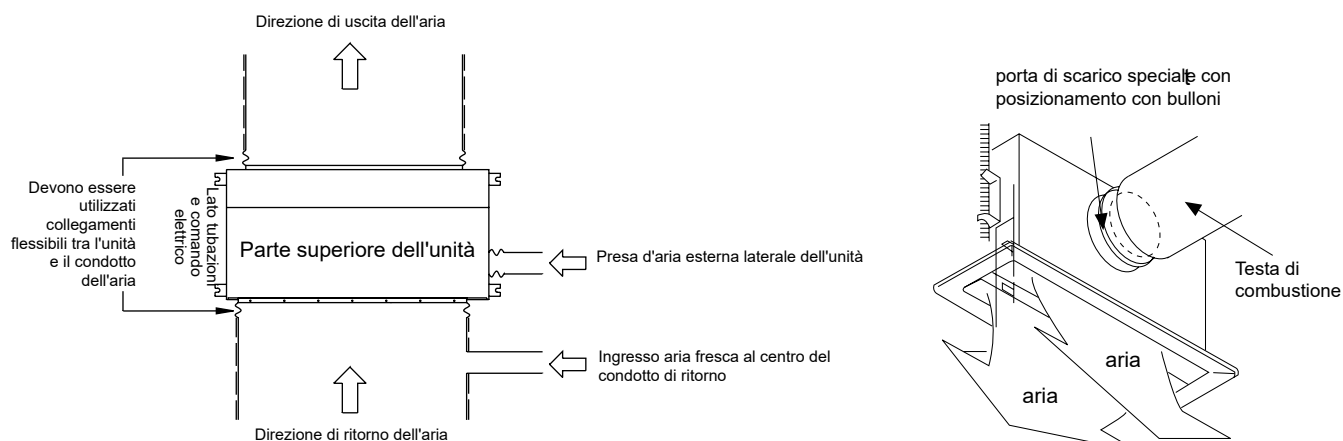 Direzione di uscita dell'aria
Devono essere
utilizzati
collegamenti
flessibili tra l'unità
e il condotto
dell'aria
Lato tubazioni
e comando
elettrico
Parte superiore dell'unità
Presa d'aria esterna laterale dell'unità
Ingresso aria fresca al centro del
condotto di ritorno
Direzione di ritorno dell'aria
porta di scarico speciale con
posizionamento con bulloni
Testa di
combustione
aria
aria